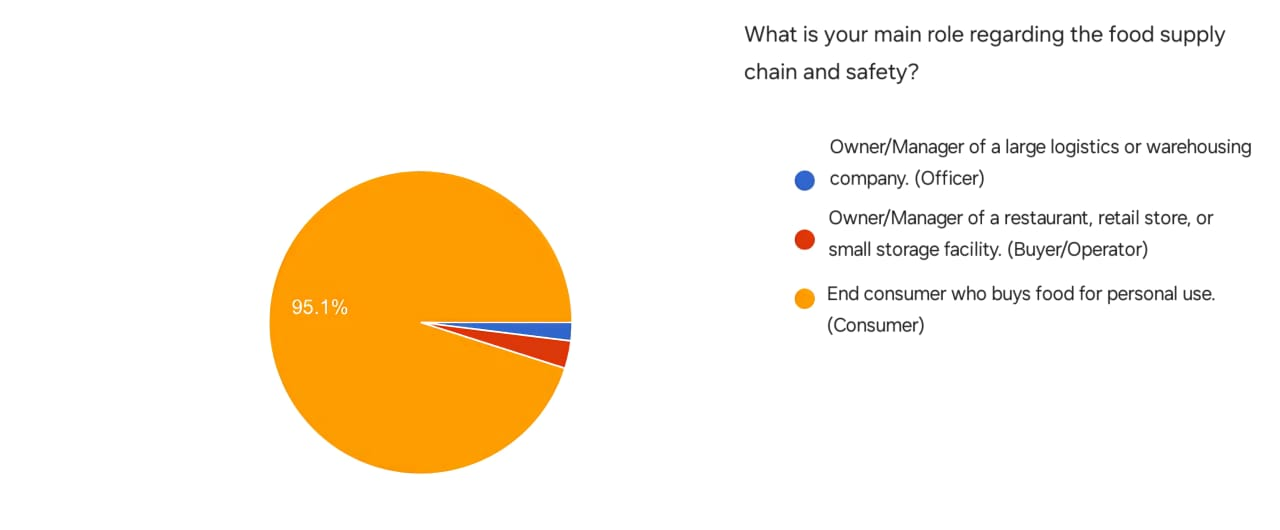 What is your main role regarding the food supply
chain and safety?
Owner/Manager of a large logistics or warehousing
company. (Officer)
Owner/Manager of a restaurant, retail store, or
small storage facility. (Buyer/Operator)
End consumer who buys food for personal use.
(Consumer)
95.1%